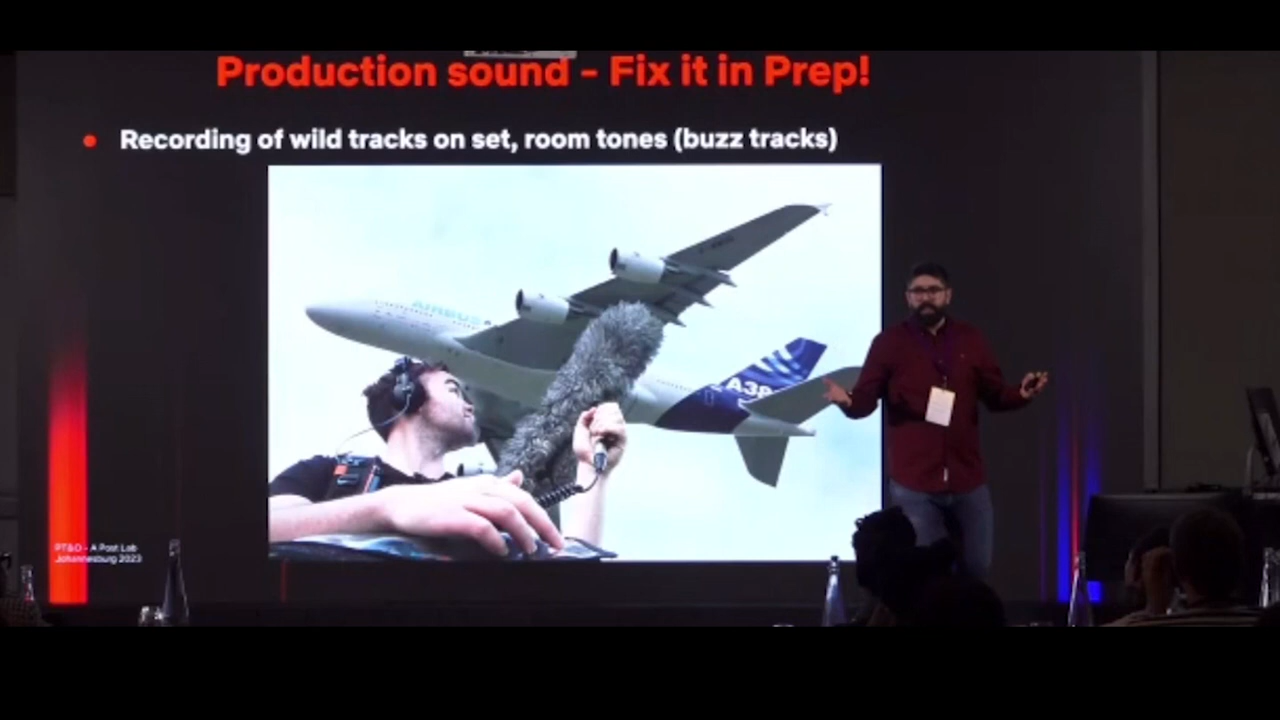 Production sound - Fix it in Prep!
Recording of wild tracks on set, room tones (buzz tracks)
AIRBUS
A38
PT&O - A Post Lab
Johannesburg 2023